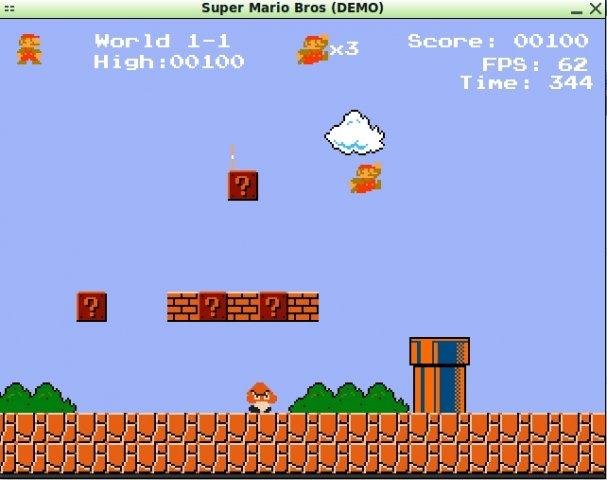 Super Mario Bros (DEMO)
World 1-1
High:00100
x3
Score: 00100
FPS: 62
Time: 344
?
?
?
?